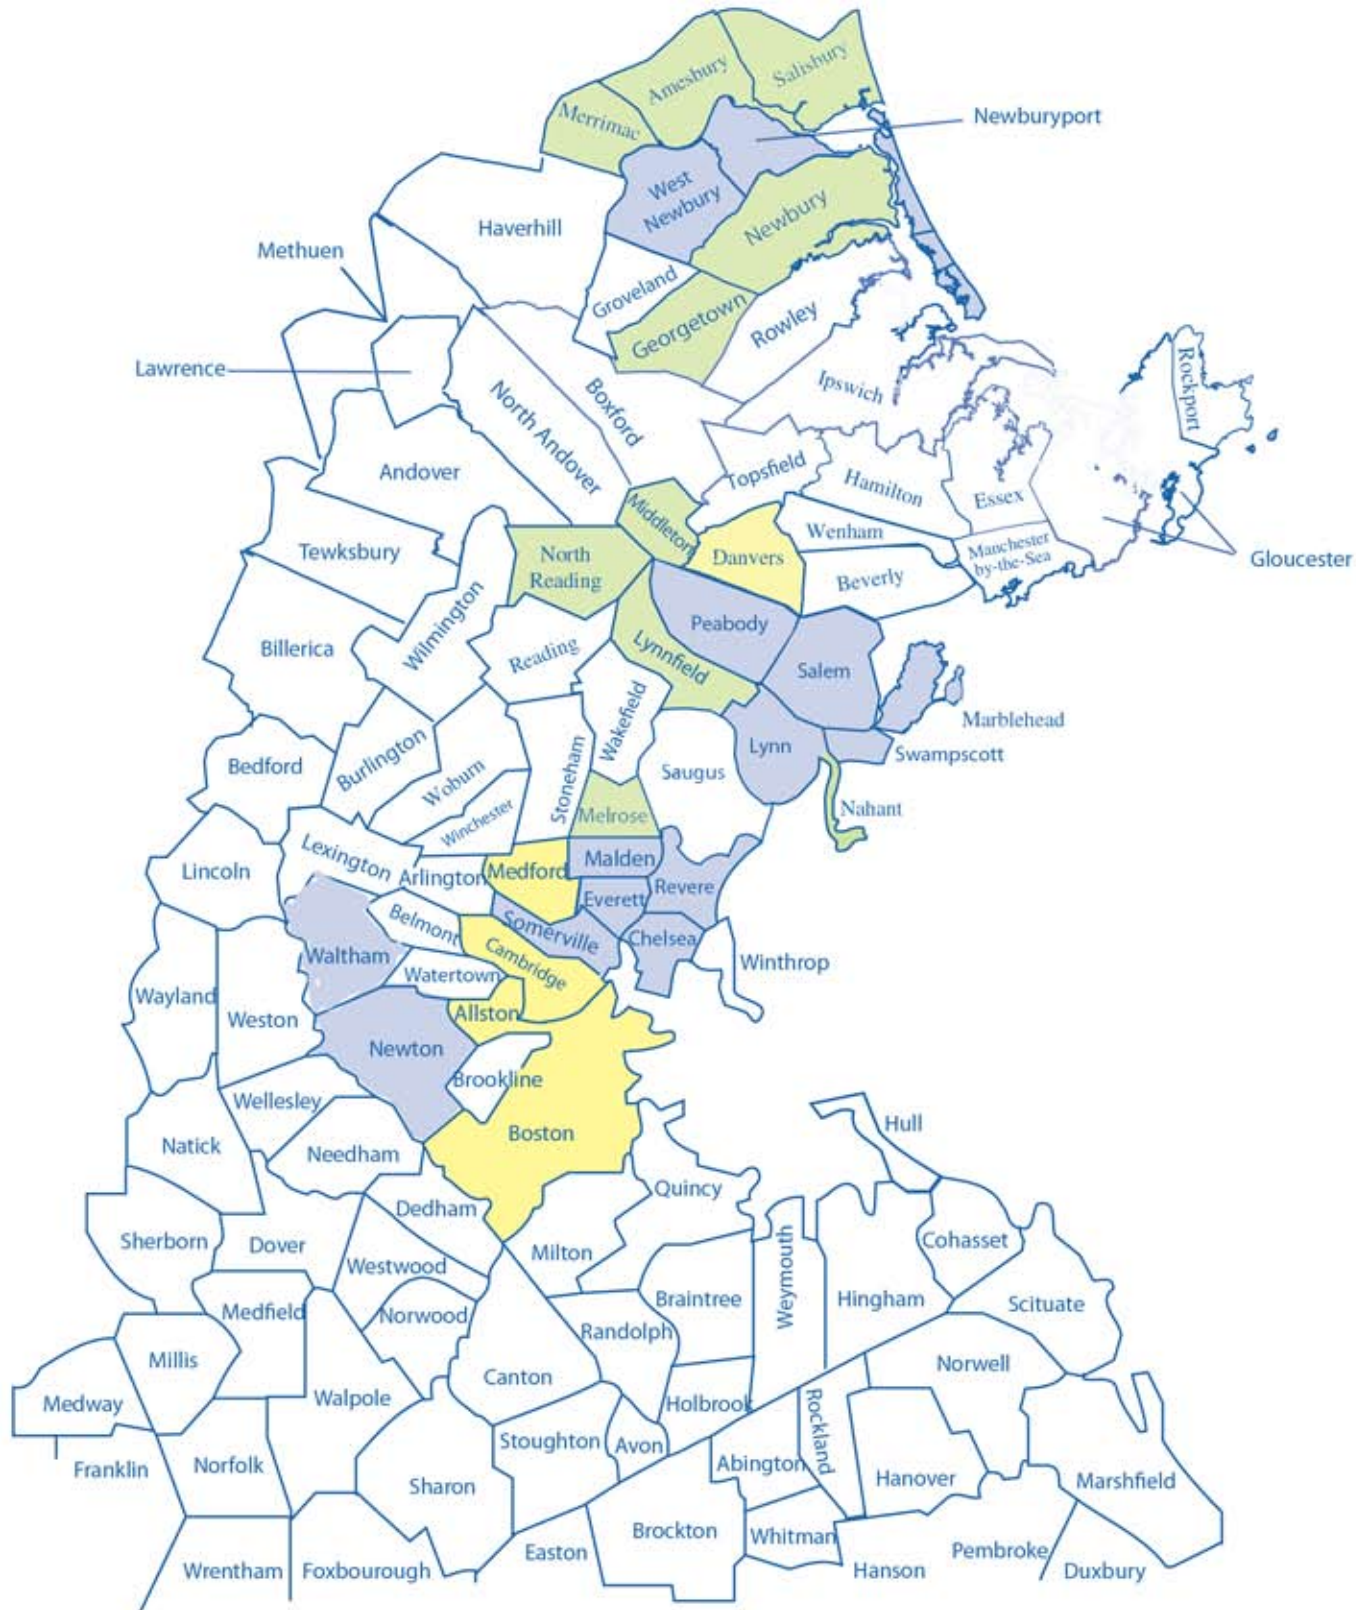 Salisbury
Amesbury
Merrimac
Newburyport
West
Newbury
Newbury
Haverhill
Methuen
Groveland
Georgetown
Rowley
Lawrence
Rockport
Ipswich
Boxford
North Andover
Andover
Topsfield
Hamilton
Essex
Middleton
Wenham
Manchester
by-the-Sea
Gloucester
Tewksbury
North
Reading
Danvers
Beverly
Wilmington
Peabody
Billerica
Reading
Lynnfield
Salem
Marblehead
Wakefield
Lynn
Swampscott
Bedford
Burlington
Woburn
Stoneham
Saugus
Winchester
Melrose
Nahant
Lincoln
Lexington
Arlington
Medford
Malden
Revere
Everett
Belmont
Somerville
Chelsea
Waltham
Cambridge
Watertown
Winthrop
Wayland
Weston
Allston
Newton
Brookline
Wellesley
Boston
Hull
Natick
Needham
Quincy
Dedham
Sherborn
Dover
Milton
Cohasset
Westwood
Weymouth
Medfield
Norwood
Braintree
Hingham
Scituate
Randolph
Millis
Canton
Norwell
Medway
Walpole
Holbrook
Rockland
Franklin
Norfolk
Stoughton
Avon
Abington
Sharon
Hanover
Marshfield
Brockton
Whitman
Easton
Pembroke
Wrentham
Foxbourough
Hanson
Duxbury